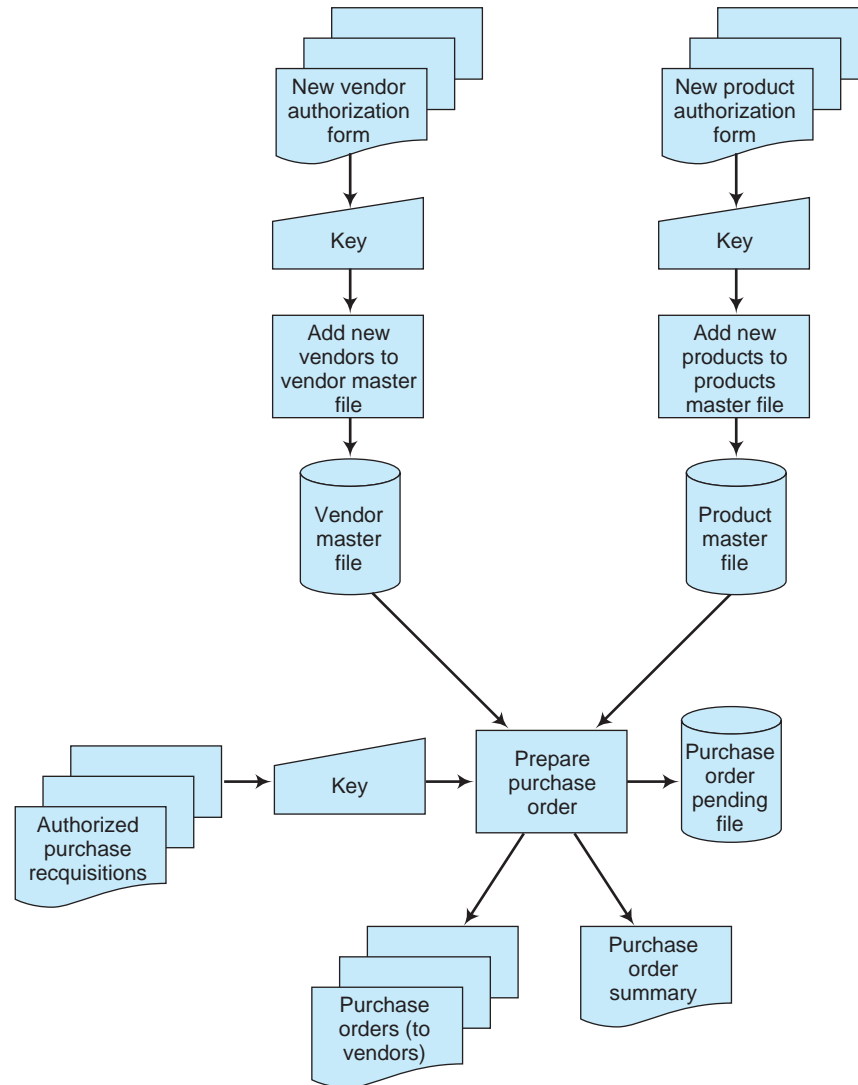 New vendor
authorization
form
New product
authorization
form
Key
Key
Add new
vendors to
vendor master
file
Add new
products to
products
master file
Vendor
master
file
Product
master
file
Authorized
purchase
recquisitions
Key
Prepare
purchase
order
Purchase
order
pending
file
Purchase
orders (to
vendors)
Purchase
order
summary